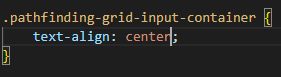 .pathfinding-grid-input-container {
    text-align: center;
}